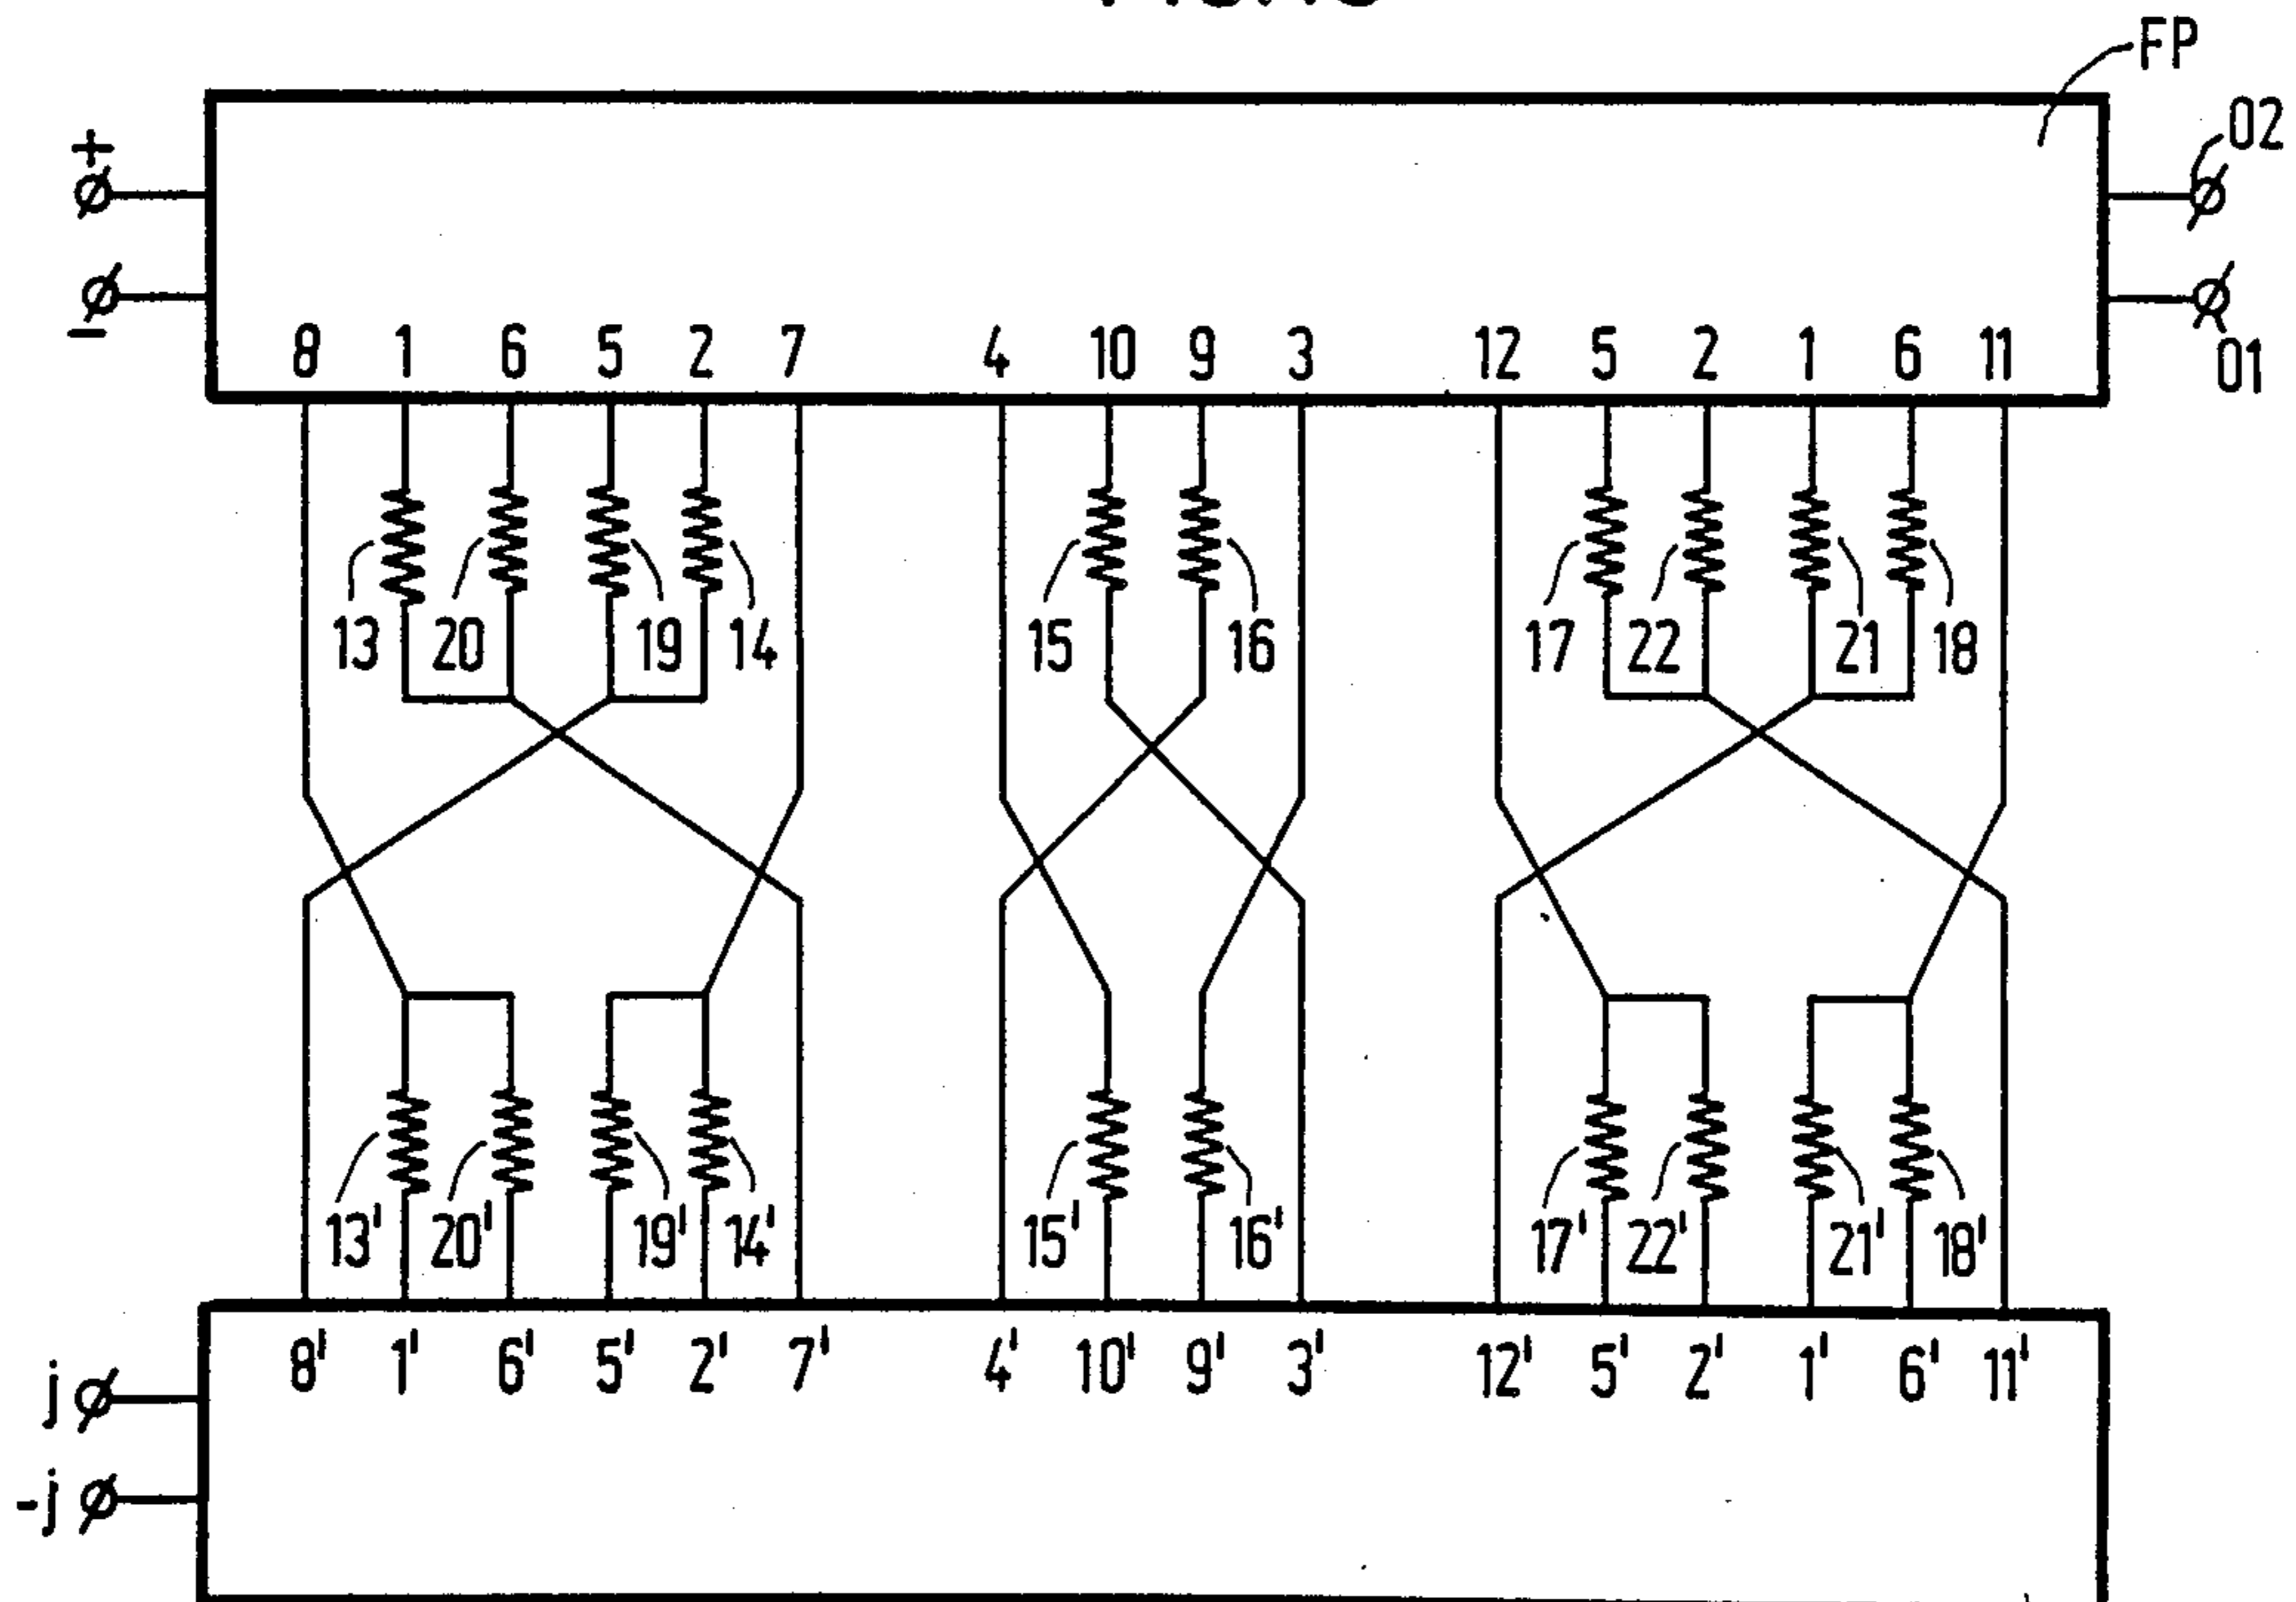 FP
+
02
−
01
8 1 6 5 2 7 4 10 9 3 12 5 2 1 6 11
13 20 19 14 15 16 17 22 21 18
13' 20' 19' 14' 15' 16' 17' 22' 21' 18'
8' 1' 6' 5' 2' 7' 4' 10' 9' 3' 12' 5' 2' 1' 6' 11'
j
-j